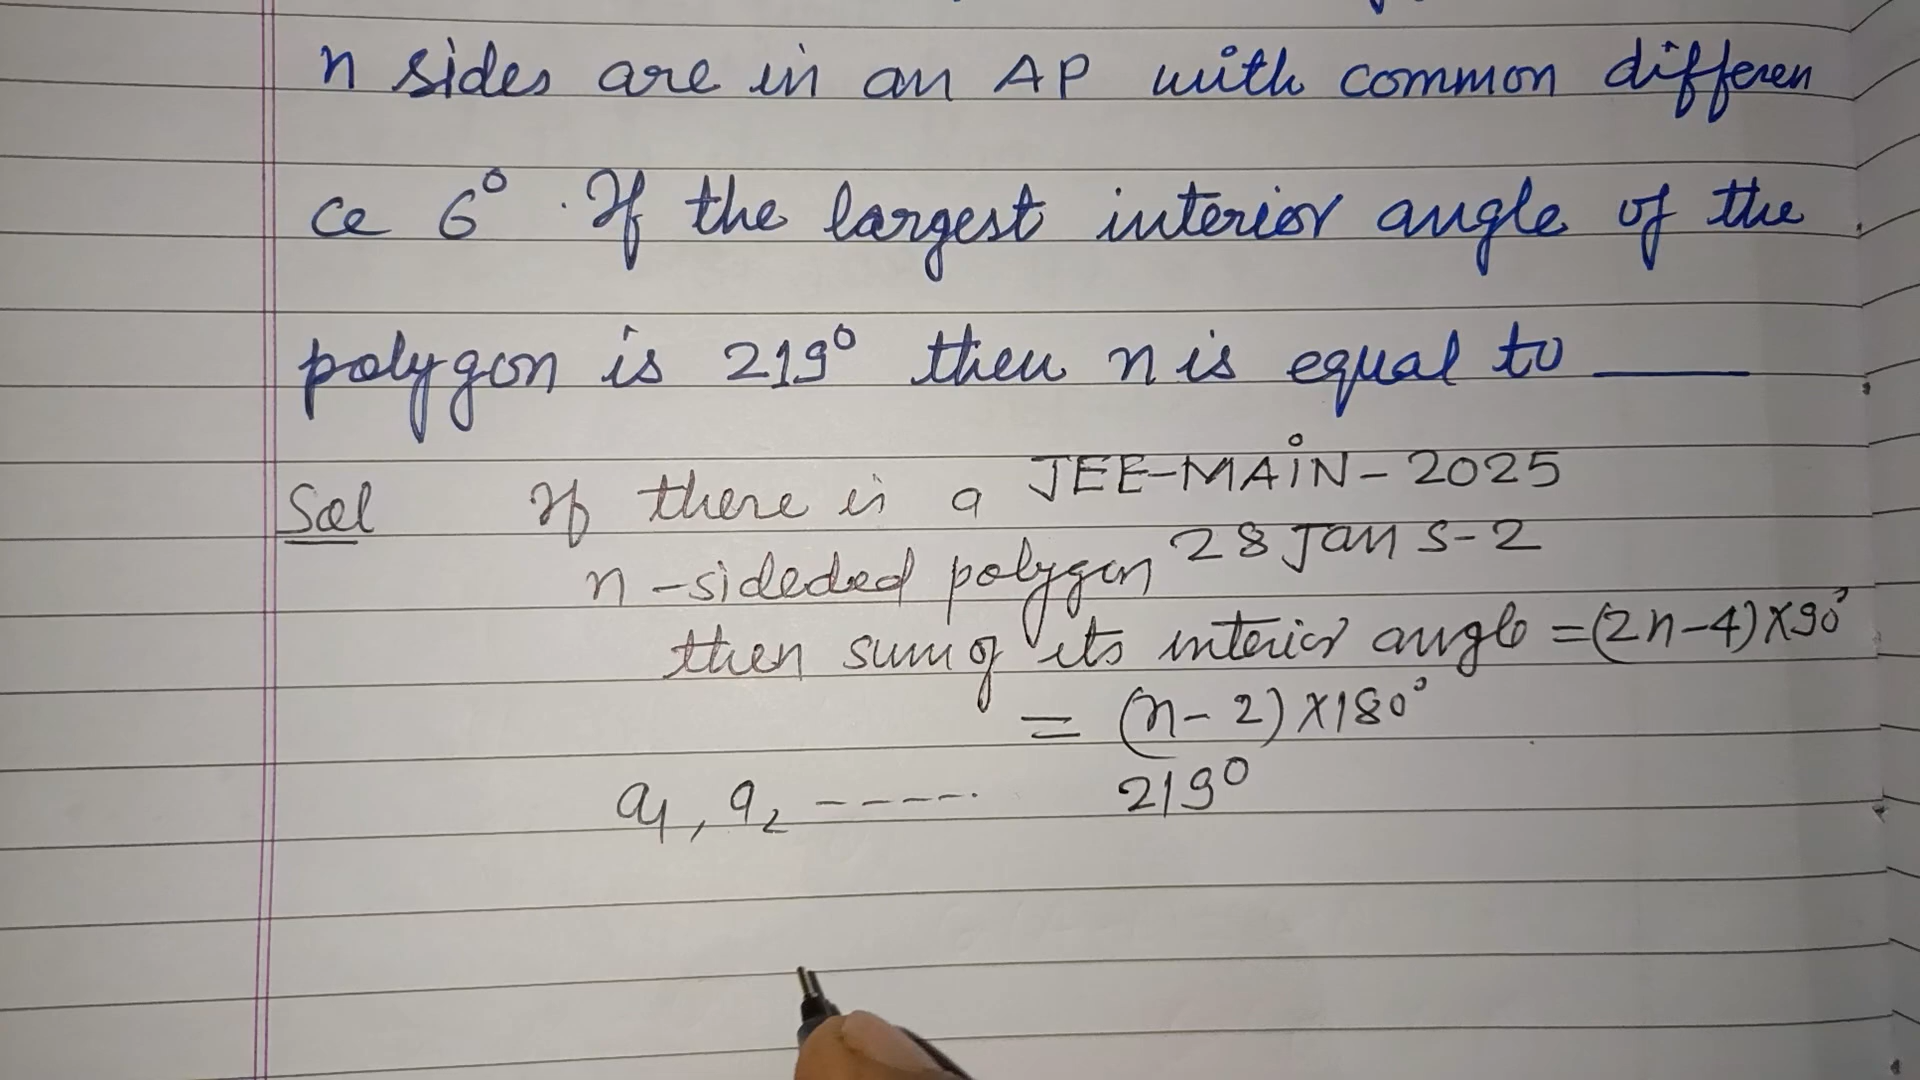 n sides are in an AP with common differen
ce 6° . If the largest interior angle of the
polygon is 219° then n is equal to ____
Sol If there is a JEE-MAIN-2025
n-sideded polygon 28 Jan S-2
then sum of its interior angle = (2n-4)×90°
= (n-2)×180°
a1, a2 ------ 219°